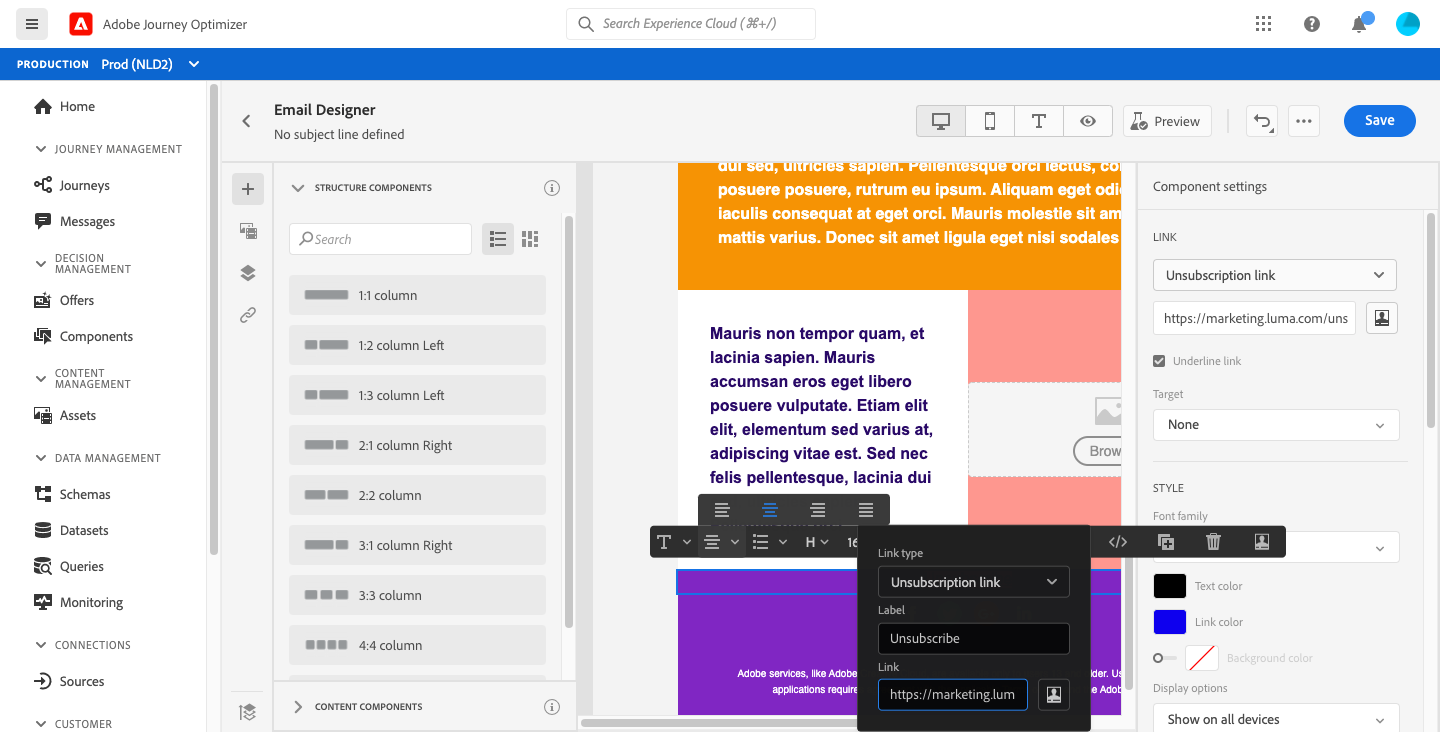 Adobe Journey Optimizer
Search Experience Cloud (⌘+/)
PRODUCTION Prod (NLD2)
Home
JOURNEY MANAGEMENT
Journeys
Messages
DECISION
MANAGEMENT
Offers
Components
CONTENT
MANAGEMENT
Assets
DATA MANAGEMENT
Schemas
Datasets
Queries
Monitoring
CONNECTIONS
Sources
CUSTOMER
Email Designer
No subject line defined
Preview
Save
STRUCTURE COMPONENTS
Search
1:1 column
1:2 column Left
1:3 column Left
2:1 column Right
2:2 column
3:1 column Right
3:3 column
4:4 column
CONTENT COMPONENTS
dui sed, ultricies sapien. Pellentesque orci lectus, co
posuere posuere, rutrum eu ipsum. Aliquam eget odi
iaculis consequat at eget orci. Mauris molestie sit am
mattis varius. Donec sit amet ligula eget nisi sodales
Mauris non tempor quam, et
lacinia sapien. Mauris
accumsan eros eget libero
posuere vulputate. Etiam elit
elit, elementum sed varius at,
adipiscing vitae est. Sed nec
felis pellentesque, lacinia dui
Brow
T
H
16
</>
Link type
Unsubscription link
Label
Unsubscribe
Link
https://marketing.lum
Adobe services, like Adobe
der. Us
applications require
e Adob
Component settings
LINK
Unsubscription link
https://marketing.luma.com/uns
Underline link
Target
None
STYLE
Font family
Text color
Link color
Background color
Display options
Show on all devices